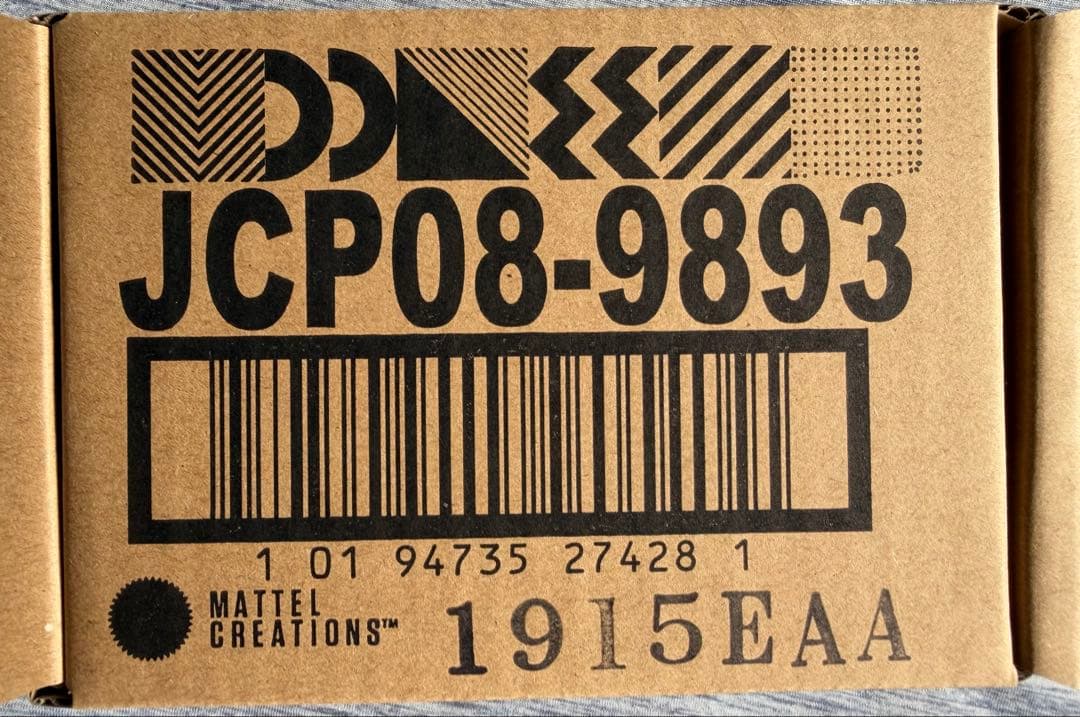 JCP08-9893
1 01 94735 27428 1
MATTEL
CREATIONS™
1915EAA